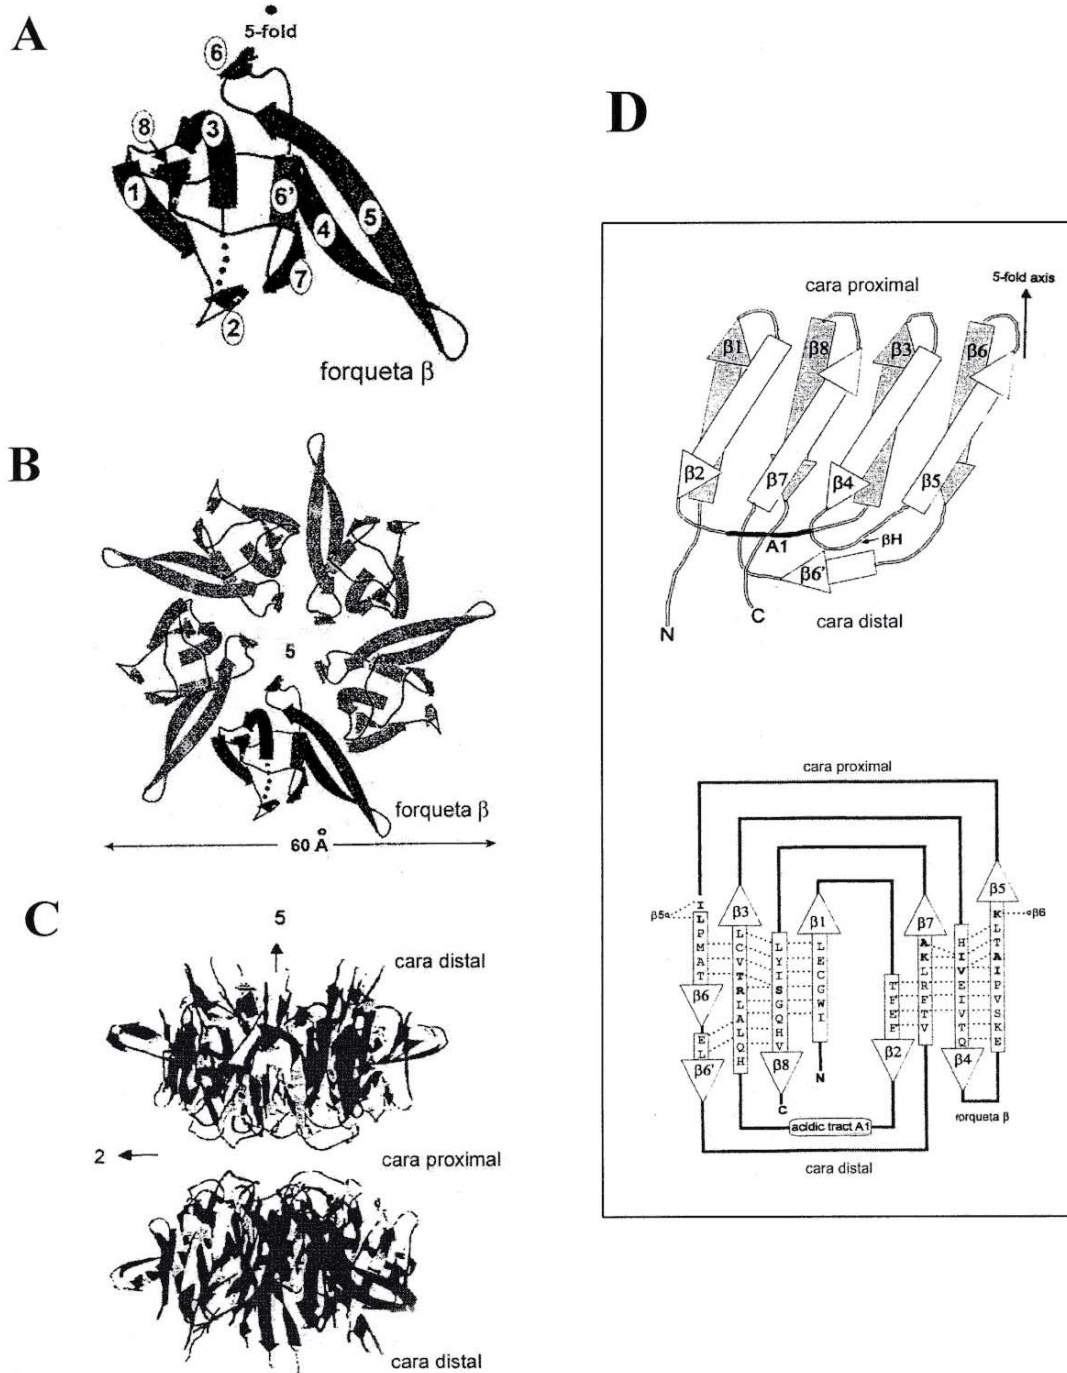 A
5-fold
6
8
3
1
6'
5
4
7
2
forqueta β
B
5
forqueta β
60 Å
C
5
cara distal
2
cara proximal
cara distal
D
cara proximal
5-fold axis
β1
β8
β3
β6
β2
β7
β4
β5
A1
βH
β6'
N
C
cara distal
cara proximal
β5
β3
β1
β7
β5
β6
I
L
P
M
A
T
β6
E
L
β6'
L
C
V
T
R
L
A
L
Q
H
L
Y
I
S
G
Q
H
V
β8
C
L
E
C
G
W
I
N
T
F
E
F
β2
A
K
L
R
F
T
V
H
I
V
E
I
V
T
Q
β4
K
L
T
A
I
P
V
S
K
E
forqueta β
acidic tract A1
cara distal